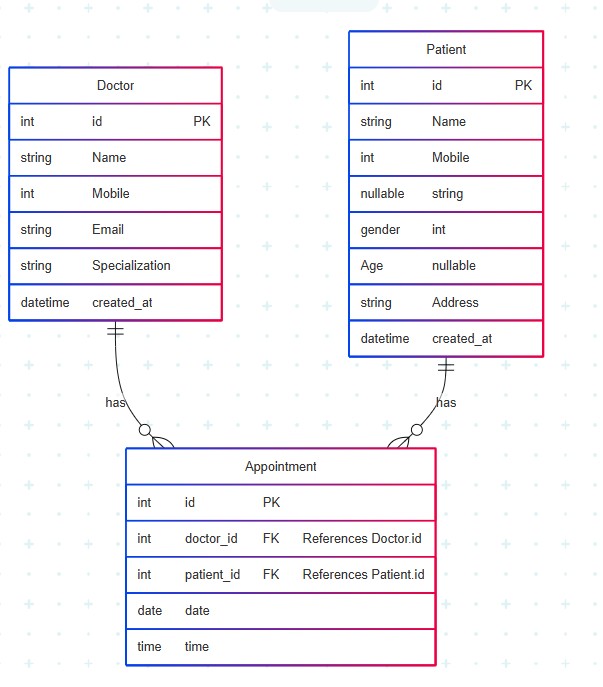 Doctor
int id PK
string Name
int Mobile
string Email
string Specialization
datetime created_at
Patient
int id PK
string Name
int Mobile
nullable string
gender int
Age nullable
string Address
datetime created_at
has
has
Appointment
int id PK
int doctor_id FK References Doctor.id
int patient_id FK References Patient.id
date date
time time